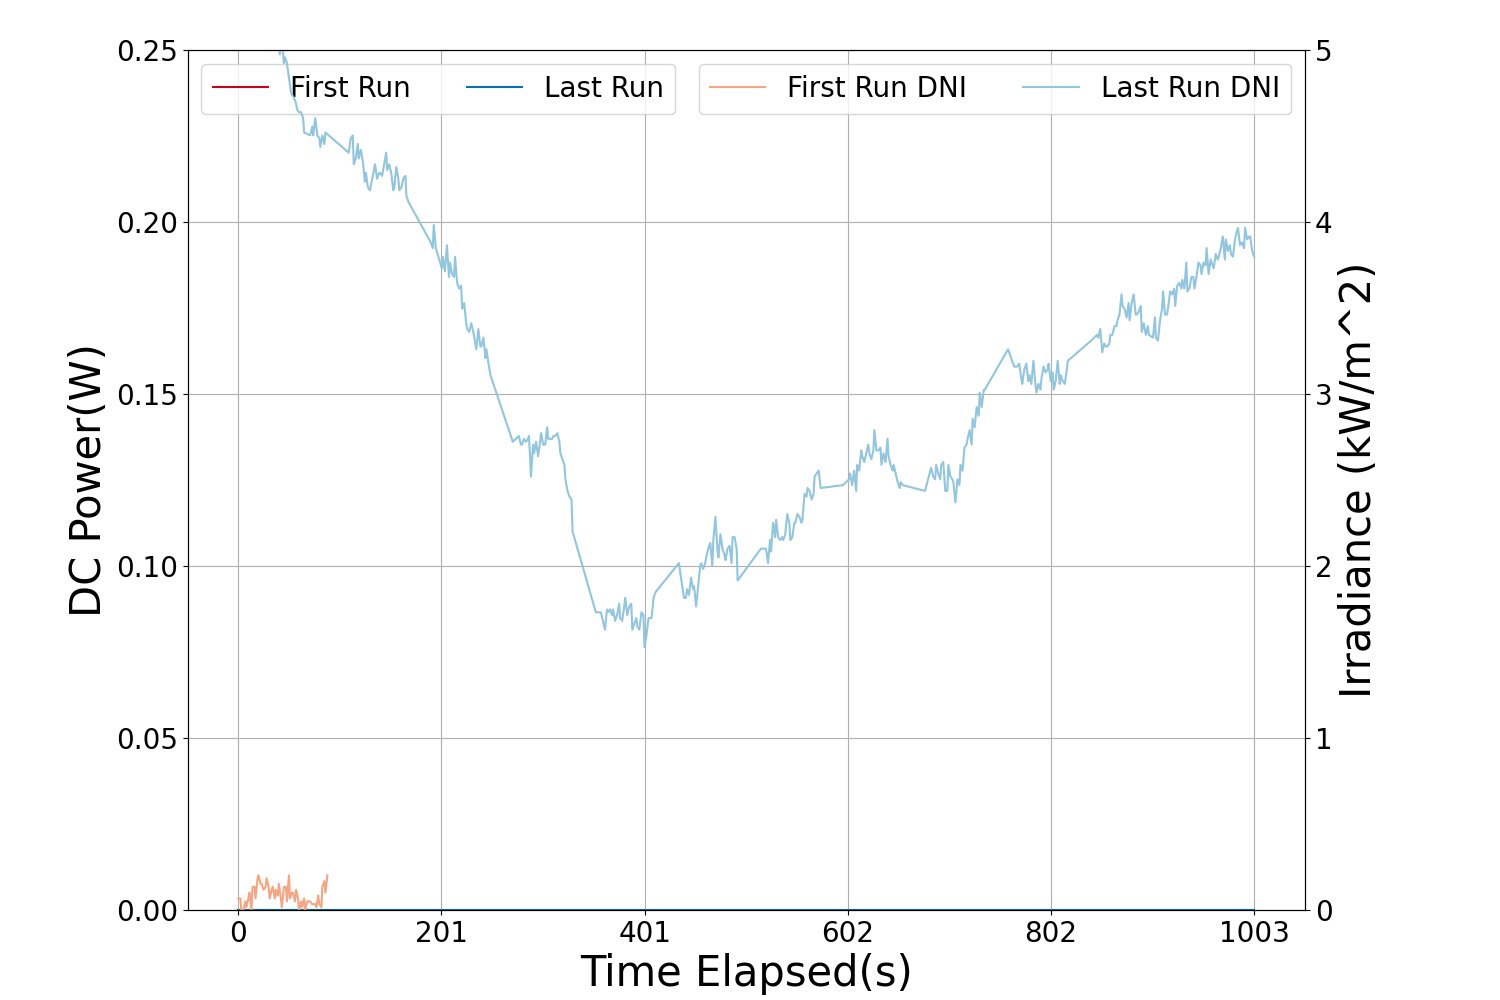 0.25
0.20
0.15
0.10
0.05
0.00
DC Power(W)
First Run
Last Run
First Run DNI
Last Run DNI
5
4
3
2
1
0
Irradiance (kW/m^2)
0
201
401
602
802
1003
Time Elapsed(s)